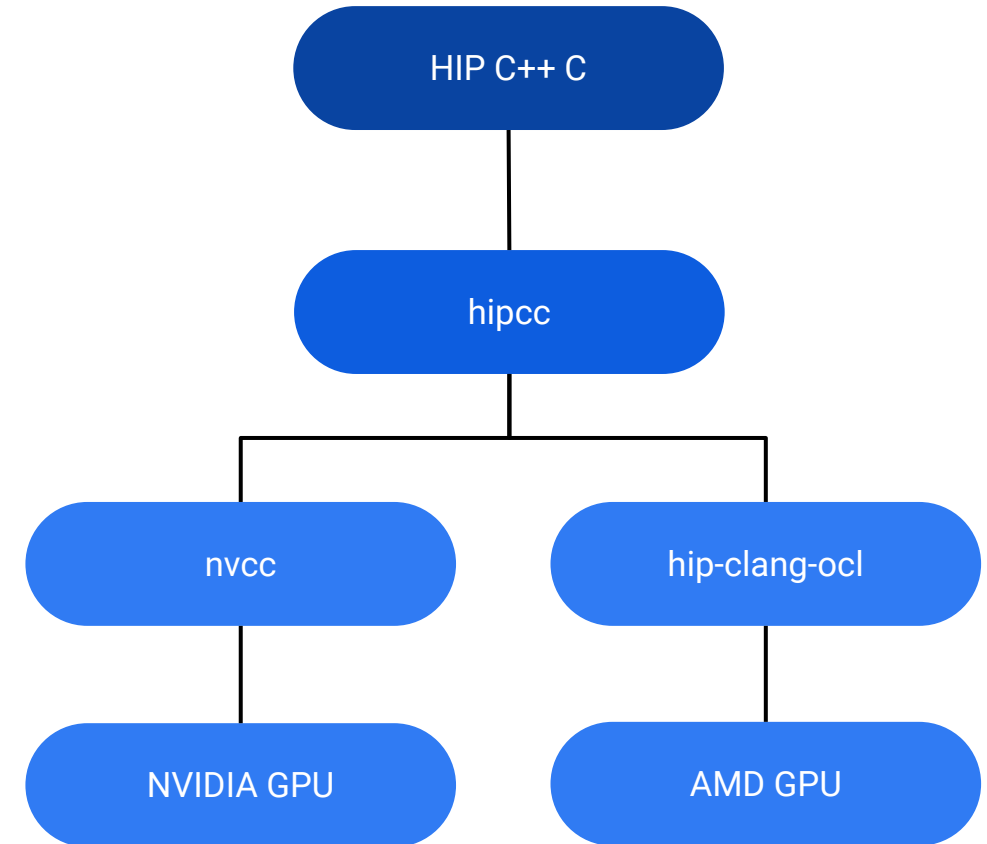 HIP C++ C
hipcc
nvcc
hip-clang-ocl
NVIDIA GPU
AMD GPU